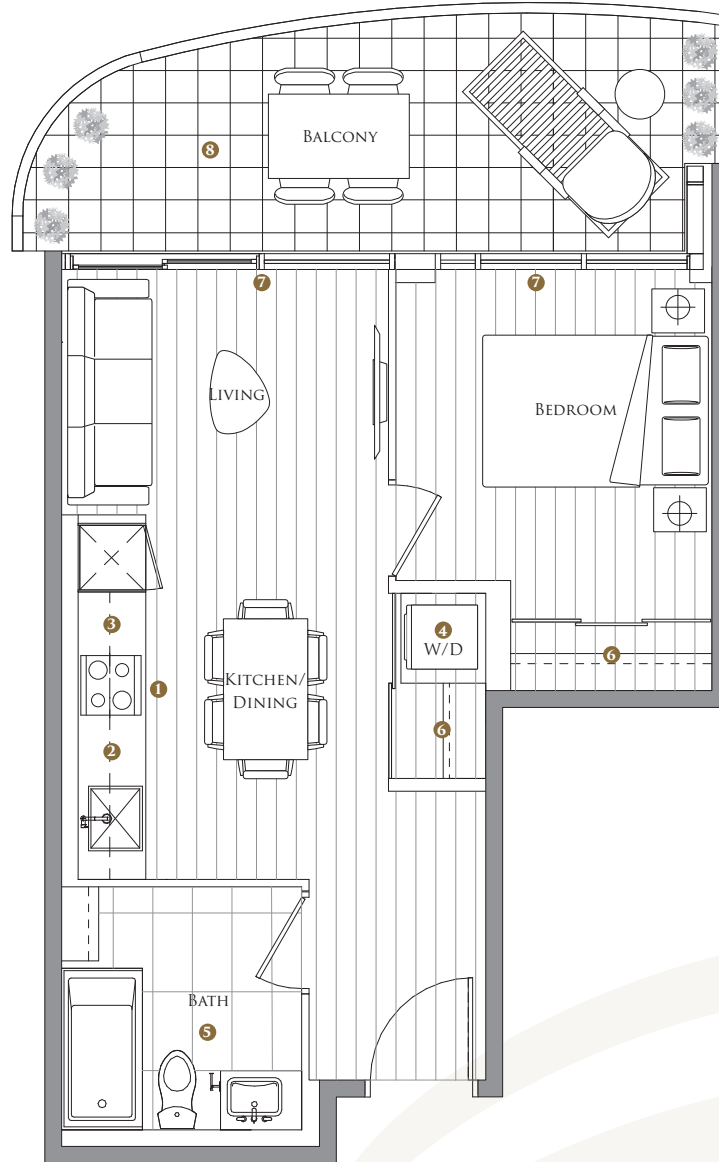 BALCONY
8
7
7
LIVING
BEDROOM
3
4
W/D
6
KITCHEN/
DINING
1
6
2
BATH
5